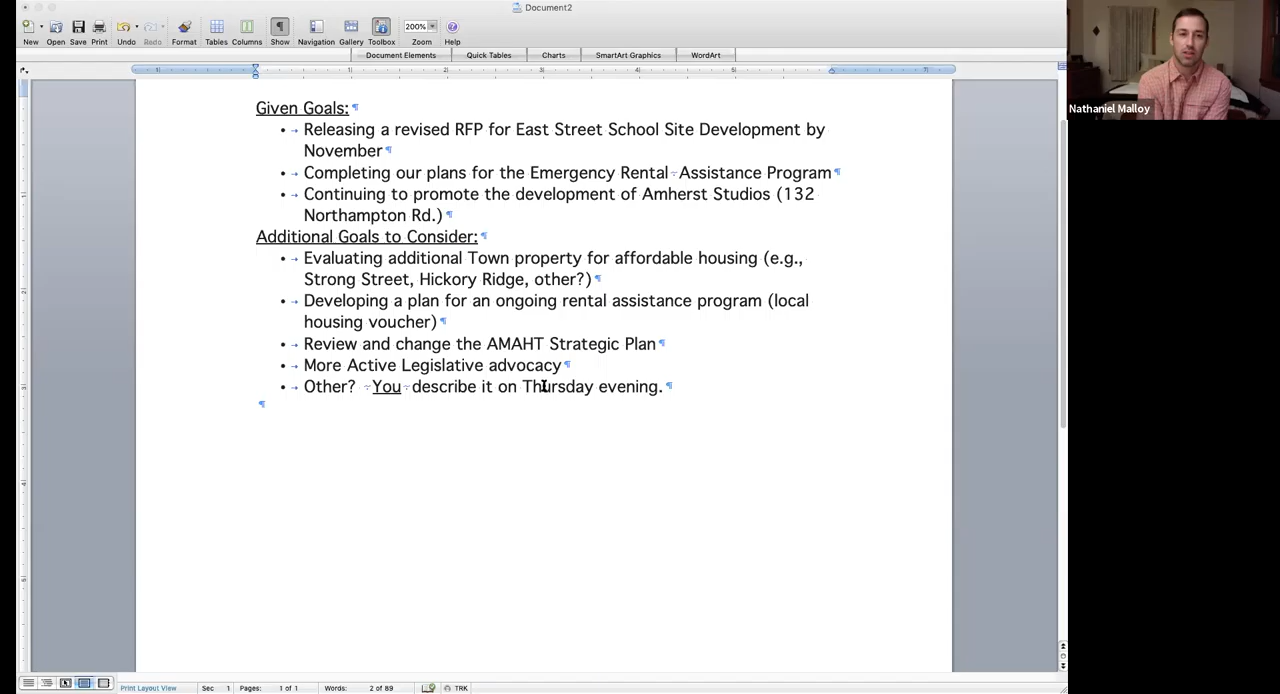 Document2
New Open Save Print Undo Redo Format Tables Columns Show Navigation Gallery Toolbox Zoom Help
200%
Document Elements Quick Tables Charts SmartArt Graphics WordArt
Given Goals:
• Releasing a revised RFP for East Street School Site Development by
November
• Completing our plans for the Emergency Rental Assistance Program
• Continuing to promote the development of Amherst Studios (132
Northampton Rd.)
Additional Goals to Consider:
• Evaluating additional Town property for affordable housing (e.g.,
Strong Street, Hickory Ridge, other?)
• Developing a plan for an ongoing rental assistance program (local
housing voucher)
• Review and change the AMAHT Strategic Plan
• More Active Legislative advocacy
• Other? You describe it on Thursday evening.
Print Layout View Sec 1 Pages: 1 of 1 Words: 2 of 89 TRK
Nathaniel Malloy